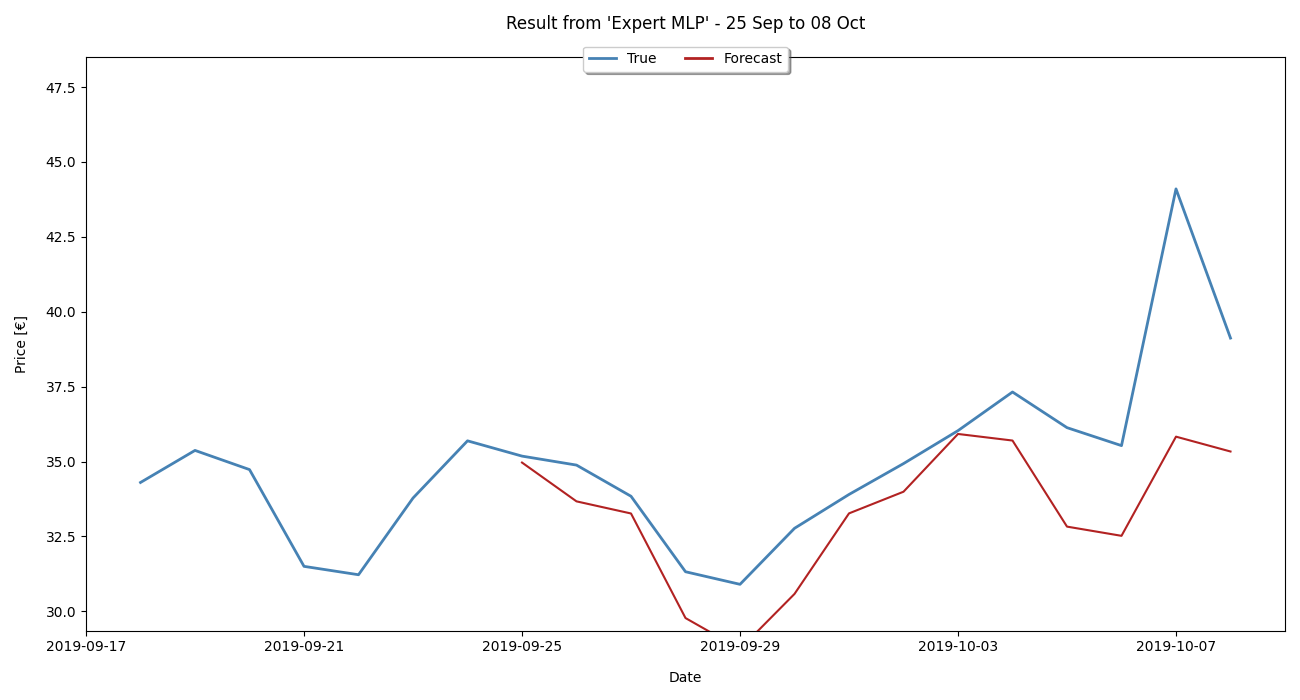 Result from 'Expert MLP' - 25 Sep to 08 Oct
True Forecast
47.5
45.0
42.5
40.0
37.5
35.0
32.5
30.0
Price [€]
2019-09-17 2019-09-21 2019-09-25 2019-09-29 2019-10-03 2019-10-07
Date